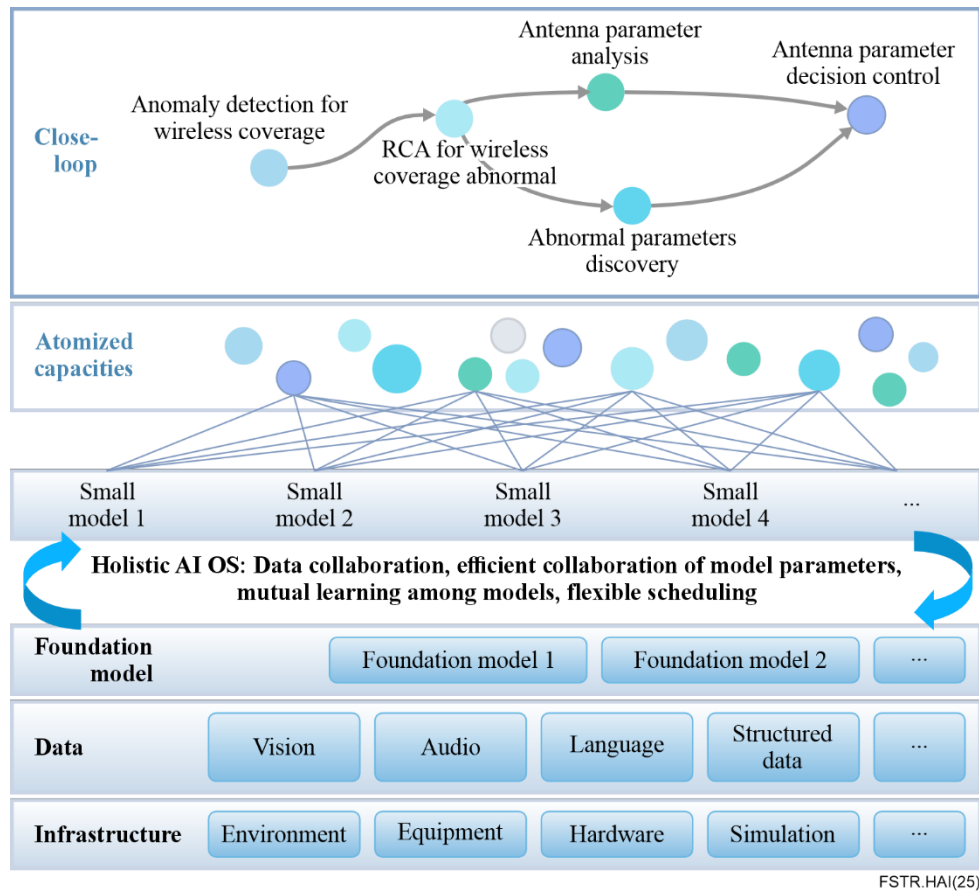 Antenna parameter
analysis
Antenna parameter
decision control
Anomaly detection for
wireless coverage
Close-
loop
RCA for wireless
coverage abnormal
Abnormal parameters
discovery
Atomized
capacities
Small
model 1
Small
model 2
Small
model 3
Small
model 4
...
Holistic AI OS: Data collaboration, efficient collaboration of model parameters,
mutual learning among models, flexible scheduling
Foundation
model
Foundation model 1
Foundation model 2
...
Data
Vision
Audio
Language
Structured
data
...
Infrastructure
Environment
Equipment
Hardware
Simulation
...
FSTR.HAI(25)